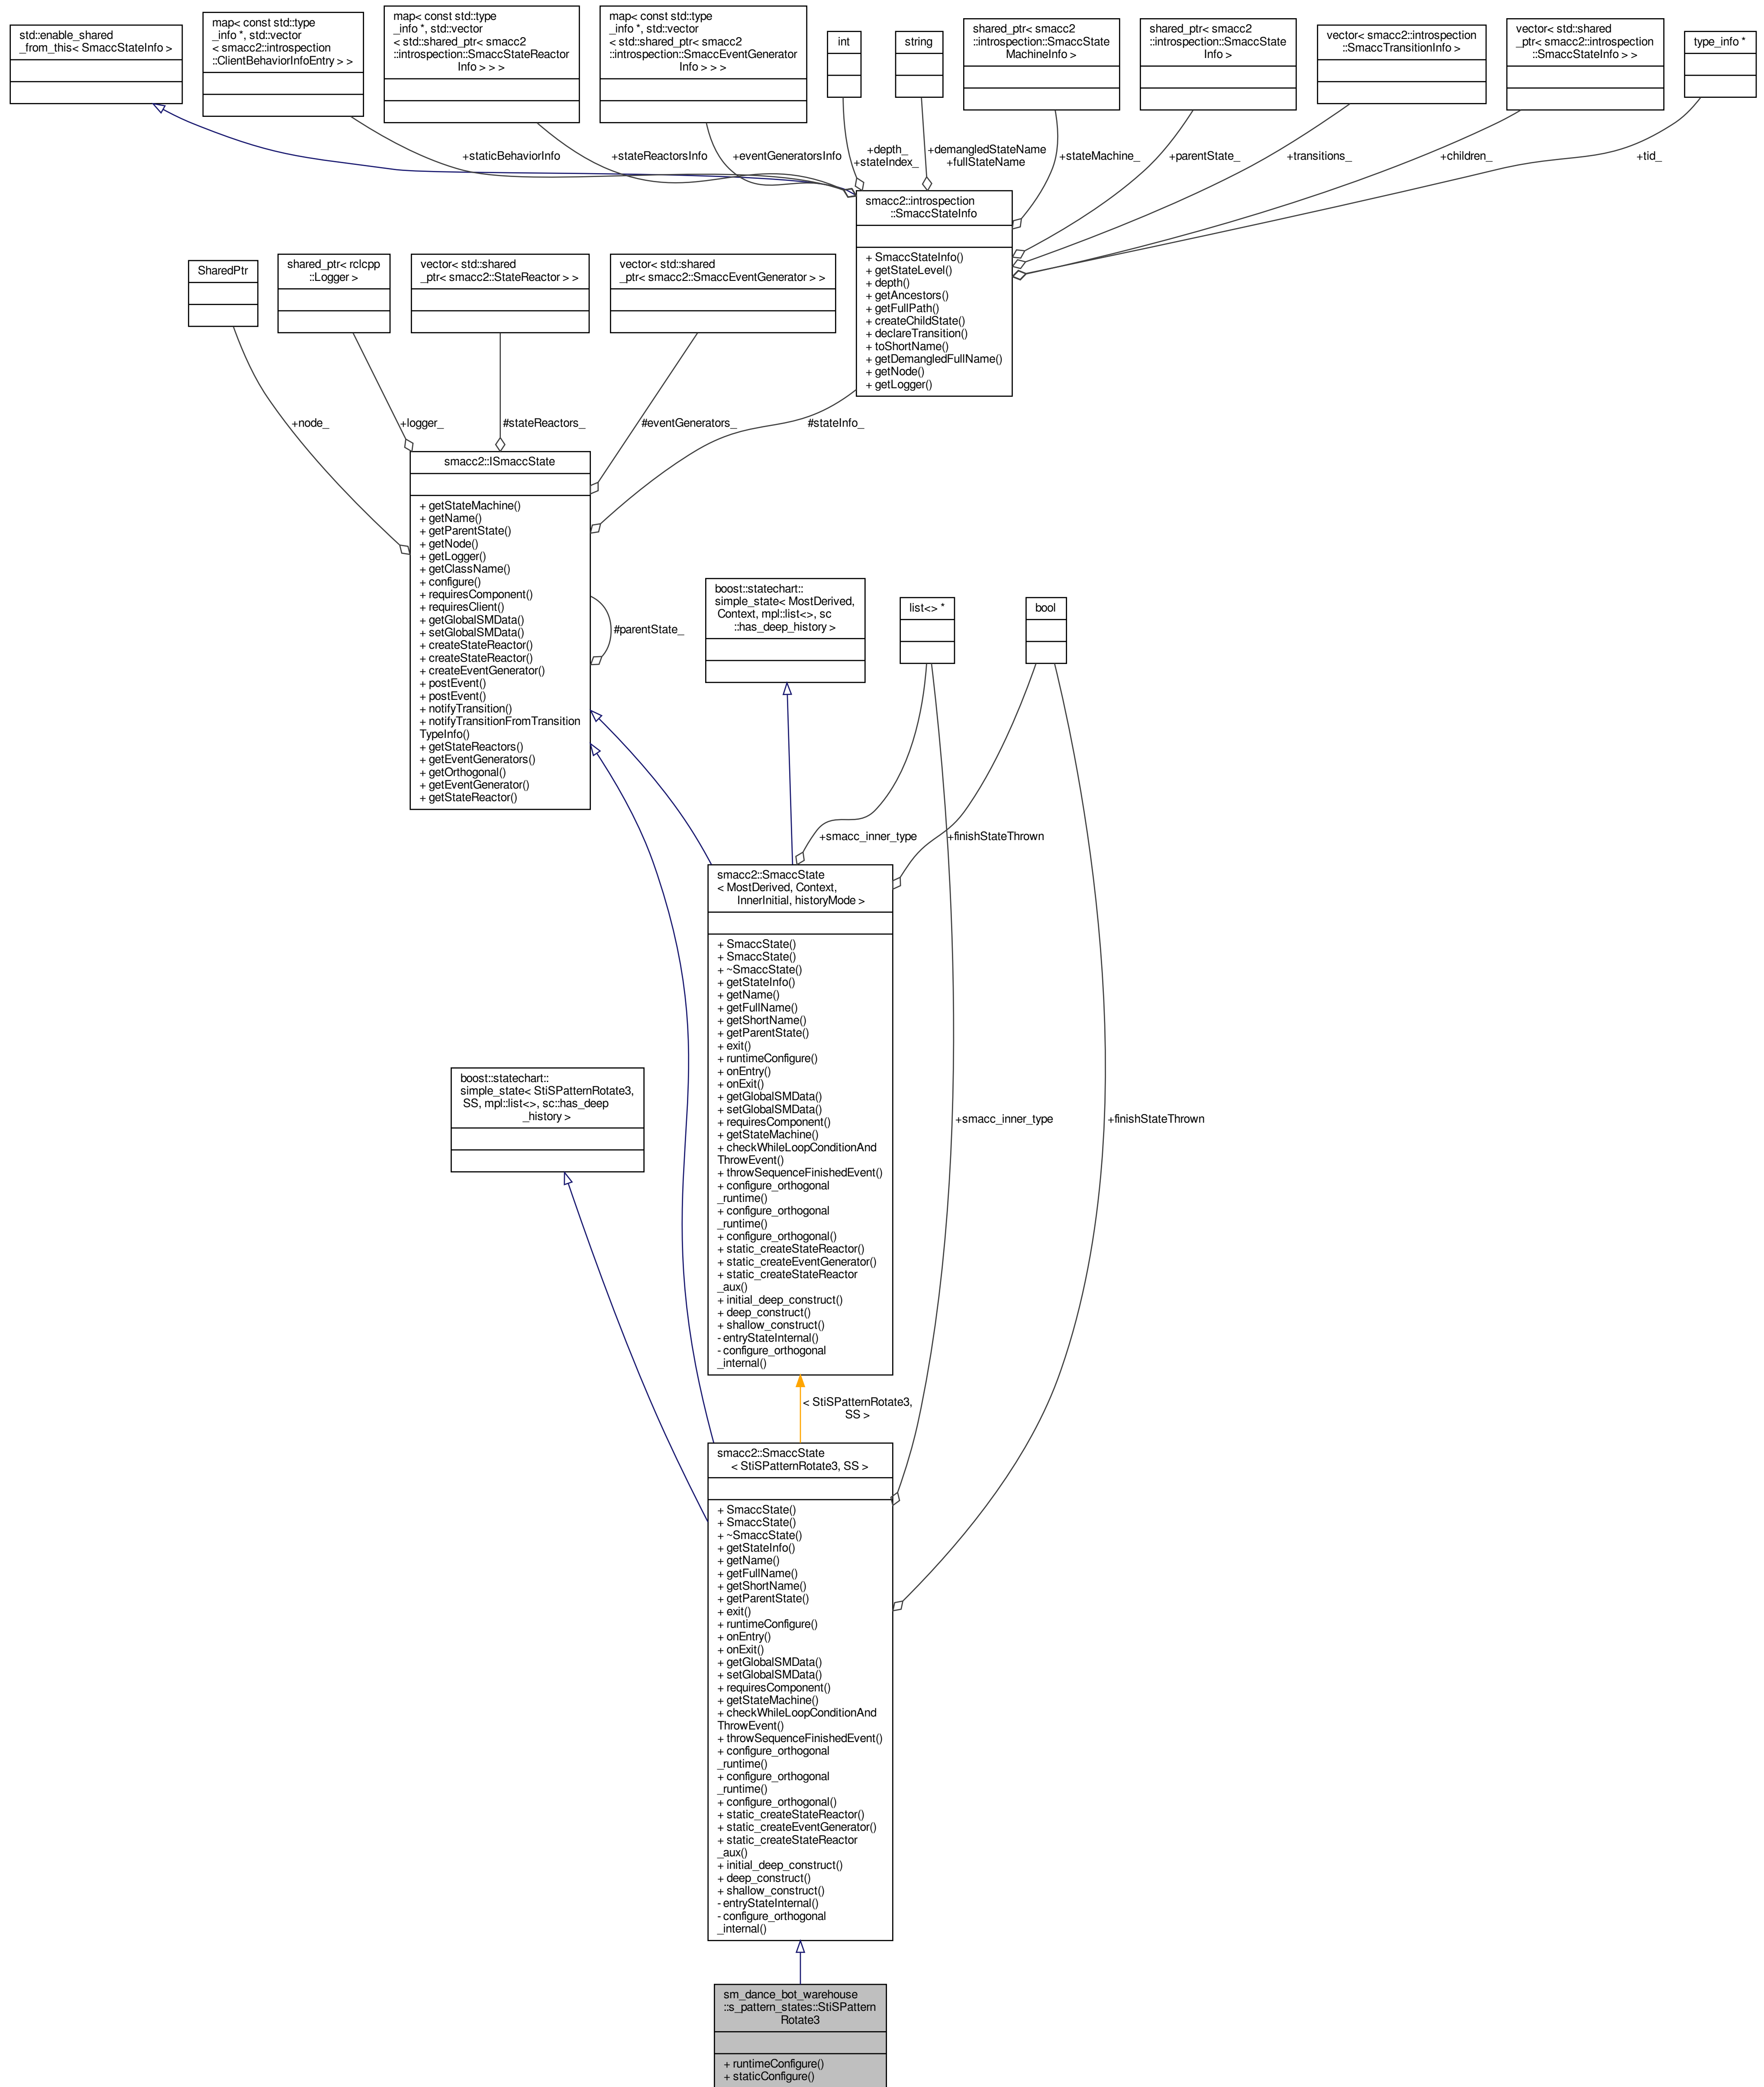 std::enable_shared
_from_this< SmaccStateInfo >
map< const std::type
_info *, std::vector
< smacc2::introspection
::ClientBehaviorInfoEntry > >
map< const std::type
_info *, std::vector
< std::shared_ptr< smacc2
::introspection::SmaccStateReactor
Info > > >
map< const std::type
_info *, std::vector
< std::shared_ptr< smacc2
::introspection::SmaccEventGenerator
Info > > >
int
string
shared_ptr< smacc2
::introspection::SmaccState
MachineInfo >
shared_ptr< smacc2
::introspection::SmaccState
Info >
vector< smacc2::introspection
::SmaccTransitionInfo >
vector< std::shared
_ptr< smacc2::introspection
::SmaccStateInfo > >
type_info *
+staticBehaviorInfo
+stateReactorsInfo
+eventGeneratorsInfo
+depth_
+stateIndex_
+demangledStateName
+fullStateName
+stateMachine_
+parentState_
+transitions_
+children_
+tid_
smacc2::introspection
::SmaccStateInfo
+ SmaccStateInfo()
+ getStateLevel()
+ depth()
+ getAncestors()
+ getFullPath()
+ createChildState()
+ declareTransition()
+ toShortName()
+ getDemangledFullName()
+ getNode()
+ getLogger()
SharedPtr
shared_ptr< rclcpp
::Logger >
vector< std::shared
_ptr< smacc2::StateReactor > >
vector< std::shared
_ptr< smacc2::SmaccEventGenerator > >
+node_
+logger_
#stateReactors_
#eventGenerators_
#stateInfo_
smacc2::ISmaccState
+ getStateMachine()
+ getName()
+ getParentState()
+ getNode()
+ getLogger()
+ getClassName()
+ configure()
+ requiresComponent()
+ requiresClient()
+ getGlobalSMData()
+ setGlobalSMData()
+ createStateReactor()
+ createStateReactor()
+ createEventGenerator()
+ postEvent()
+ postEvent()
+ notifyTransition()
+ notifyTransitionFromTransition
TypeInfo()
+ getStateReactors()
+ getEventGenerators()
+ getOrthogonal()
+ getEventGenerator()
+ getStateReactor()
#parentState_
boost::statechart::
simple_state< MostDerived,
Context, mpl::list<>, sc
::has_deep_history >
list<> *
bool
+smacc_inner_type
+finishStateThrown
smacc2::SmaccState
< MostDerived, Context,
InnerInitial, historyMode >
+ SmaccState()
+ SmaccState()
+ ~SmaccState()
+ getStateInfo()
+ getName()
+ getFullName()
+ getShortName()
+ getParentState()
+ exit()
+ runtimeConfigure()
+ onEntry()
+ onExit()
+ getGlobalSMData()
+ setGlobalSMData()
+ requiresComponent()
+ getStateMachine()
+ checkWhileLoopConditionAnd
ThrowEvent()
+ throwSequenceFinishedEvent()
+ configure_orthogonal
_runtime()
+ configure_orthogonal
_runtime()
+ configure_orthogonal()
+ static_createStateReactor()
+ static_createEventGenerator()
+ static_createStateReactor
_aux()
+ initial_deep_construct()
+ deep_construct()
+ shallow_construct()
- entryStateInternal()
- configure_orthogonal
_internal()
boost::statechart::
simple_state< StiSPatternRotate3,
SS, mpl::list<>, sc::has_deep
_history >
+smacc_inner_type
+finishStateThrown
< StiSPatternRotate3,
SS >
smacc2::SmaccState
< StiSPatternRotate3, SS >
+ SmaccState()
+ SmaccState()
+ ~SmaccState()
+ getStateInfo()
+ getName()
+ getFullName()
+ getShortName()
+ getParentState()
+ exit()
+ runtimeConfigure()
+ onEntry()
+ onExit()
+ getGlobalSMData()
+ setGlobalSMData()
+ requiresComponent()
+ getStateMachine()
+ checkWhileLoopConditionAnd
ThrowEvent()
+ throwSequenceFinishedEvent()
+ configure_orthogonal
_runtime()
+ configure_orthogonal
_runtime()
+ configure_orthogonal()
+ static_createStateReactor()
+ static_createEventGenerator()
+ static_createStateReactor
_aux()
+ initial_deep_construct()
+ deep_construct()
+ shallow_construct()
- entryStateInternal()
- configure_orthogonal
_internal()
sm_dance_bot_warehouse
::s_pattern_states::StiSPattern
Rotate3
+ runtimeConfigure()
+ staticConfigure()